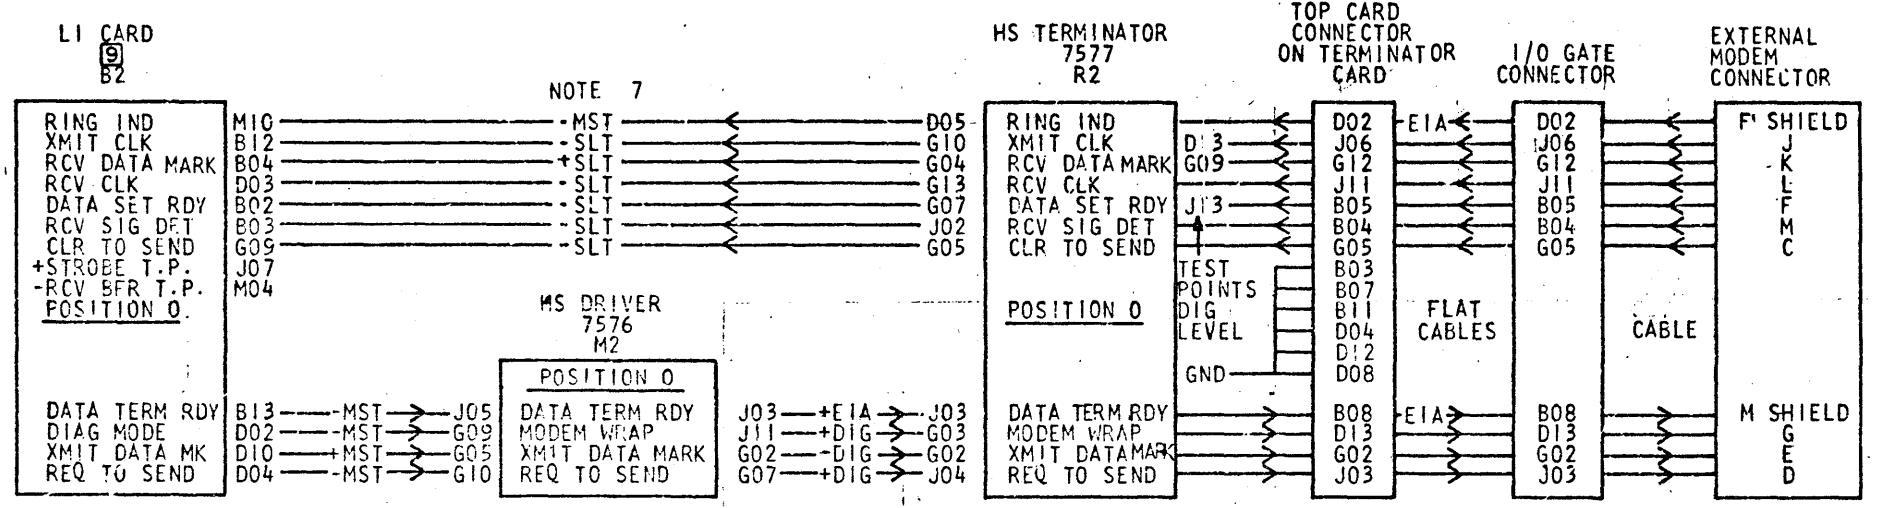 LI CARD
9
B2
NOTE 7
HS TERMINATOR
7577
R2
TOP CARD
CONNECTOR
ON TERMINATOR
CARD
I/O GATE
CONNECTOR
EXTERNAL
MODEM
CONNECTOR
RING IND M10 -MST D05 RING IND D02 EIA D02 F SHIELD
XMIT CLK B12 -SLT G10 XMIT CLK D13 J06 J06 J
RCV DATA MARK B04 +SLT G04 RCV DATA MARK G09 G12 G12 K
RCV CLK D03 -SLT G13 RCV CLK J11 J11 L
DATA SET RDY B02 -SLT G07 DATA SET RDY J13 B05 B05 F
RCV SIG DET B03 -SLT J02 RCV SIG DET B04 B04 M
CLR TO SEND G09 -SLT G05 CLR TO SEND G05 G05 C
+STROBE T.P. J07
-RCV BFR T.P. M04
POSITION 0
HS DRIVER
7576
M2
POSITION 0
POSITION 0
TEST
POINTS
DIG
LEVEL
GND
B03
B07
B11
D04
D12
D08
FLAT
CABLES
CABLE
DATA TERM RDY B13 -MST J05 DATA TERM RDY J03 +EIA J03 DATA TERM RDY B08 EIA B08 M SHIELD
DIAG MODE D02 -MST G09 MODEM WRAP J11 +DIG G03 MODEM WRAP D13 D13 G
XMIT DATA MK D10 +MST G05 XMIT DATA MARK G02 -DIG G02 XMIT DATA MARK G02 G02 E
REQ TO SEND D04 -MST G10 REQ TO SEND G07 +DIG J04 REQ TO SEND J03 J03 D